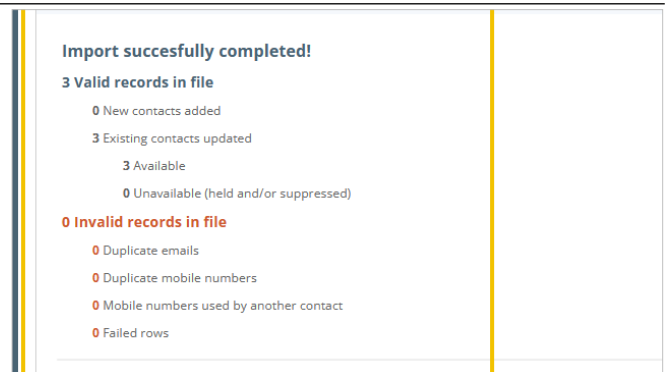 Import succesfully completed!
3 Valid records in file
0 New contacts added
3 Existing contacts updated
3 Available
0 Unavailable (held and/or suppressed)
0 Invalid records in file
0 Duplicate emails
0 Duplicate mobile numbers
0 Mobile numbers used by another contact
0 Failed rows